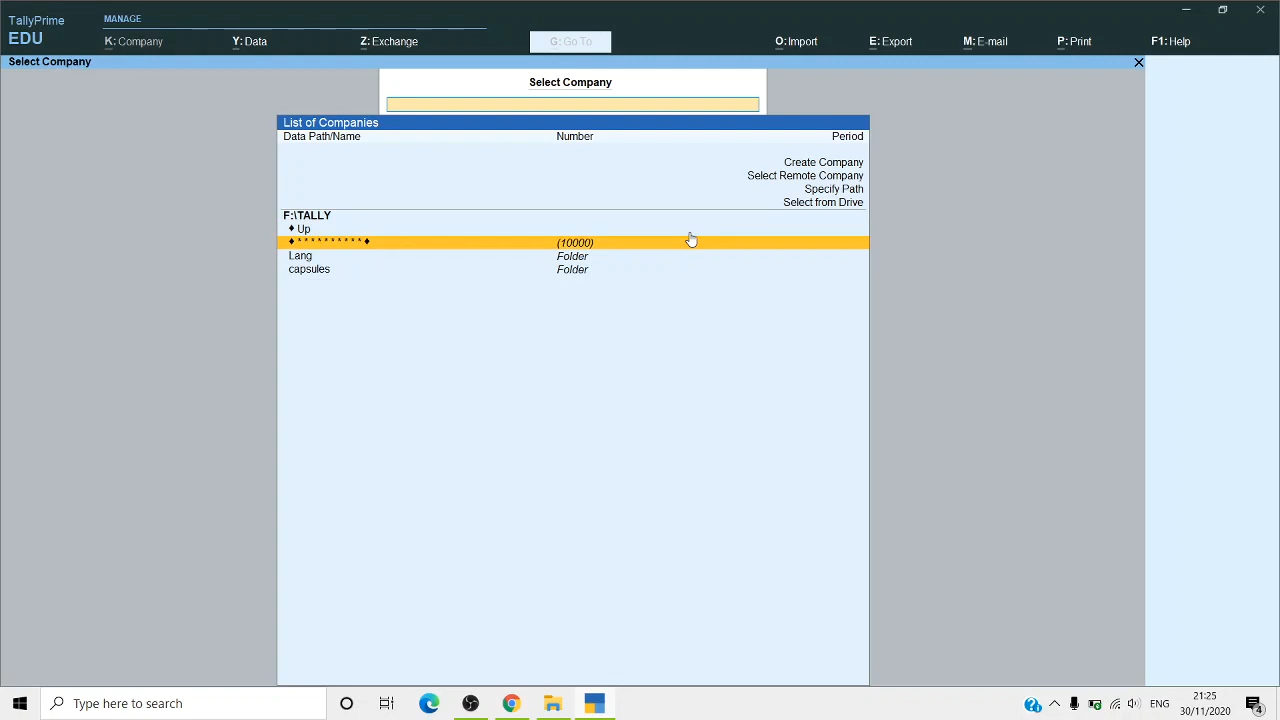 TallyPrime
EDU
MANAGE
K: Company
Y: Data
Z: Exchange
G: Go To
O: Import
E: Export
M: E-mail
P: Print
F1: Help
Select Company
Select Company
List of Companies
Data Path/Name Number Period
Create Company
Select Remote Company
Specify Path
Select from Drive
F:\TALLY
♦ Up
♦ * * * * * * * * * * ♦ (10000)
Lang Folder
capsules Folder
Type here to search
ENG
21:25
30/11/2020
4